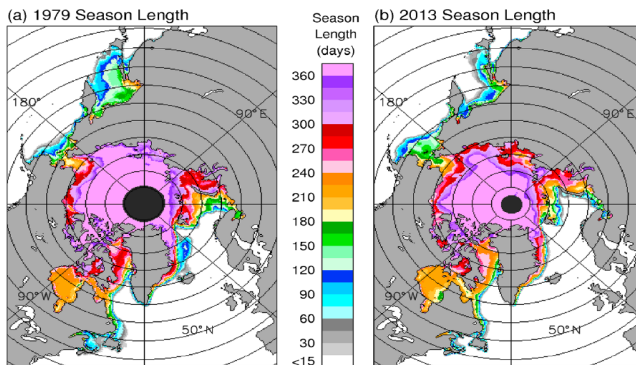 (a) 1979 Season Length
Season
Length
(days)
(b) 2013 Season Length
360
330
300
270
240
210
180
150
120
90
60
30
<15
180°
90°E
90°W
50°N
180°
90°E
90°W
50°N